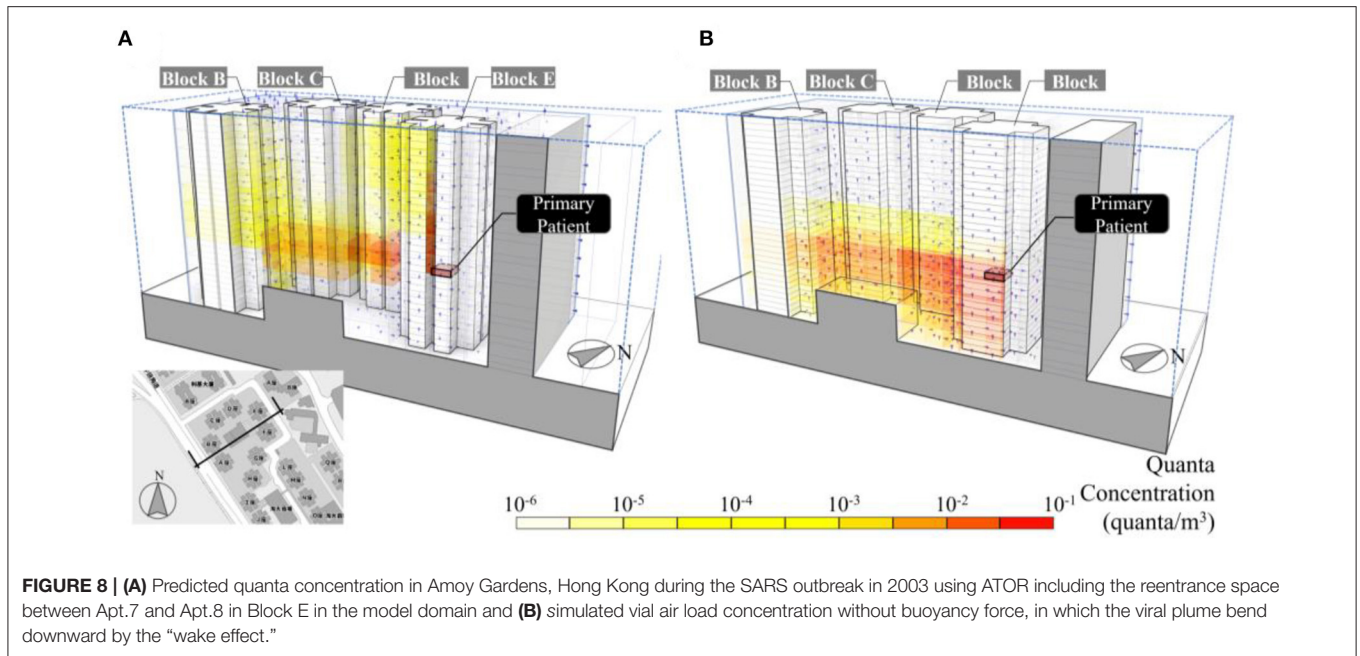 A
B
Block B
Block C
Block
Block E
Block B
Block C
Block
Block
Primary
Patient
Primary
Patient
N
N
N
Quanta
Concentration
(quanta/m³)
10⁻⁶
10⁻⁵
10⁻⁴
10⁻³
10⁻²
10⁻¹
FIGURE 8 | (A) Predicted quanta concentration in Amoy Gardens, Hong Kong during the SARS outbreak in 2003 using ATOR including the reentrance space
between Apt.7 and Apt.8 in Block E in the model domain and (B) simulated vial air load concentration without buoyancy force, in which the viral plume bend
downward by the “wake effect.”